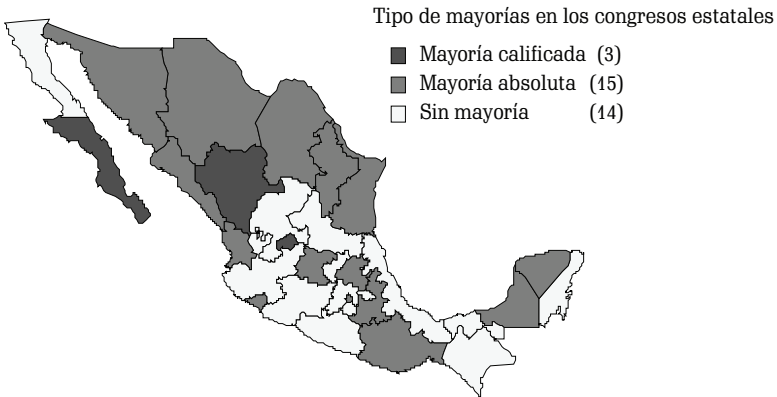 Tipo de mayorías en los congresos estatales
Mayoría calificada (3)
Mayoría absoluta (15)
Sin mayoría (14)